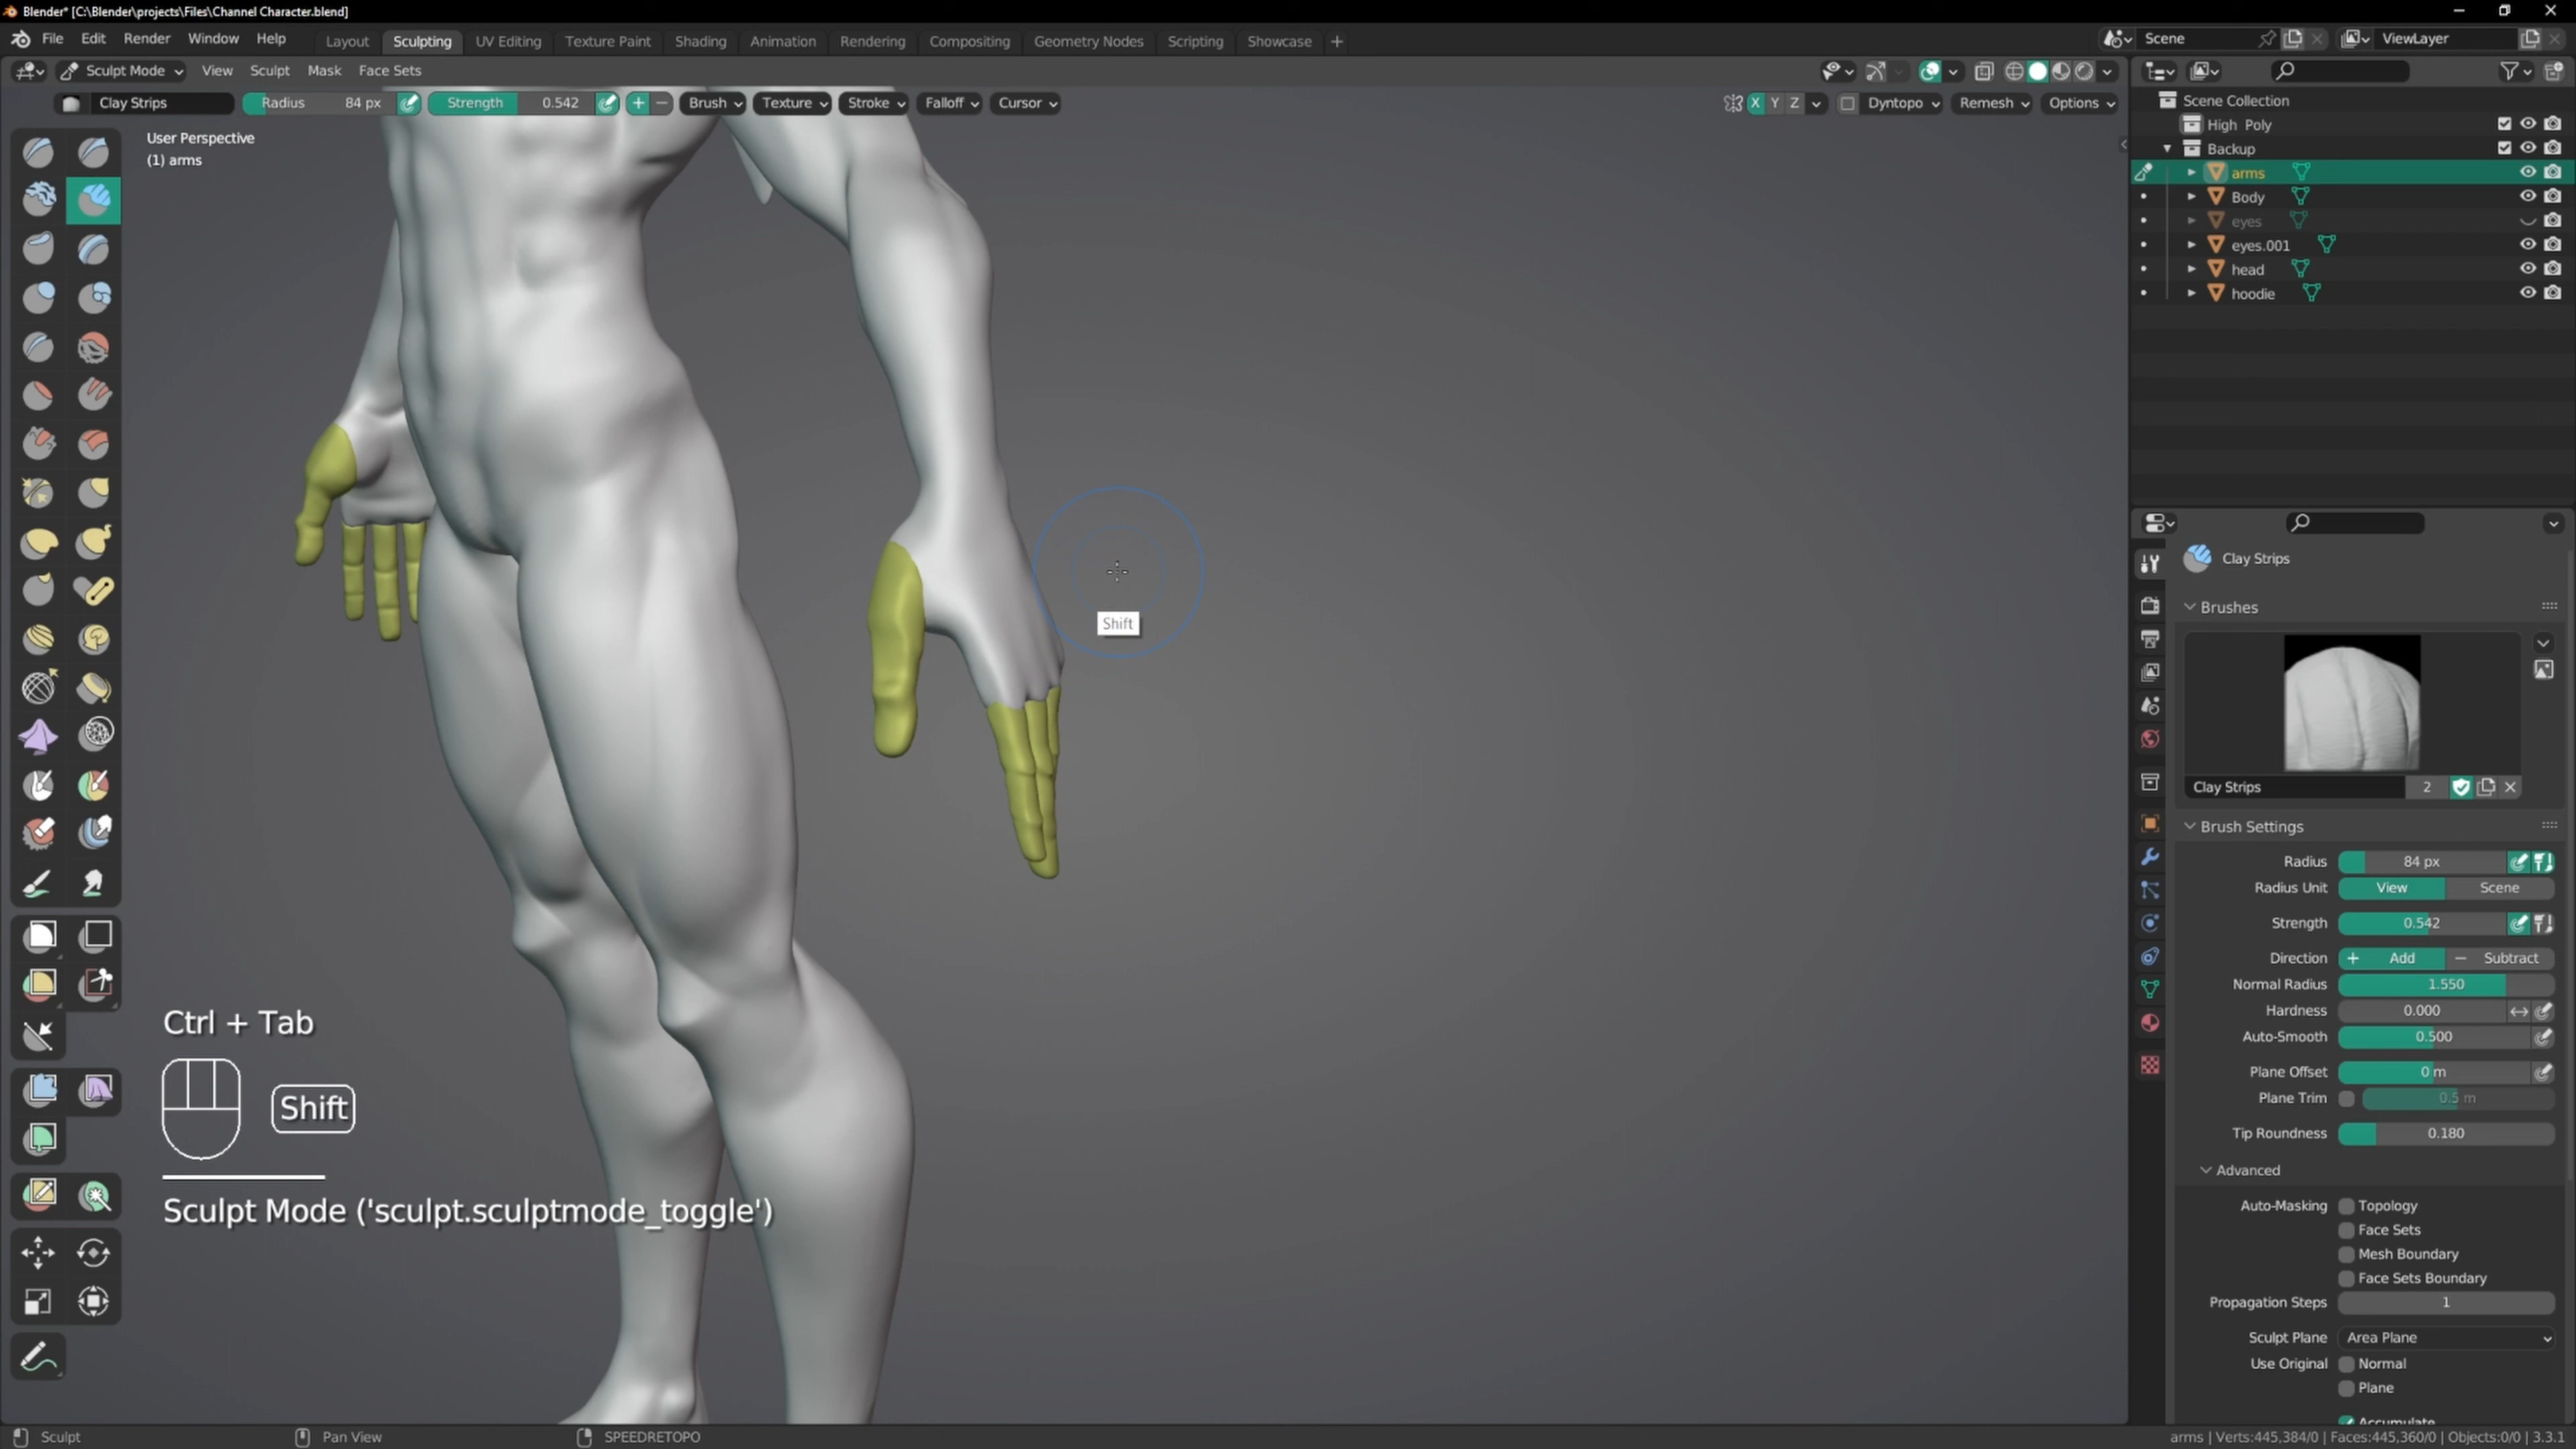 Blender* [C:\Blender\projects\Files\Channel Character.blend]
File Edit Render Window Help Layout Sculpting UV Editing Texture Paint Shading Animation Rendering Compositing Geometry Nodes Scripting Showcase + Scene ViewLayer
Sculpt Mode View Sculpt Mask Face Sets
Clay Strips Radius 84 px Strength 0.542 + − Brush Texture Stroke Falloff Cursor X Y Z Dyntopo Remesh Options
User Perspective
(1) arms
Shift
Ctrl + Tab
Shift
Sculpt Mode ('sculpt.sculptmode_toggle')
Scene Collection
High Poly
Backup
arms
Body
eyes
eyes.001
head
hoodie
Clay Strips
Brushes
Clay Strips 2
Brush Settings
Radius 84 px
Radius Unit View Scene
Strength 0.542
Direction + Add − Subtract
Normal Radius 1.550
Hardness 0.000
Auto-Smooth 0.500
Plane Offset 0 m
Plane Trim 0.5 m
Tip Roundness 0.180
Advanced
Auto-Masking Topology
Face Sets
Mesh Boundary
Face Sets Boundary
Propagation Steps 1
Sculpt Plane Area Plane
Use Original Normal
Plane
Accumulate
Sculpt Pan View SPEEDRETOPO arms | Verts:445,384/0 | Faces:445,360/0 | Objects:0/0 | 3.3.1